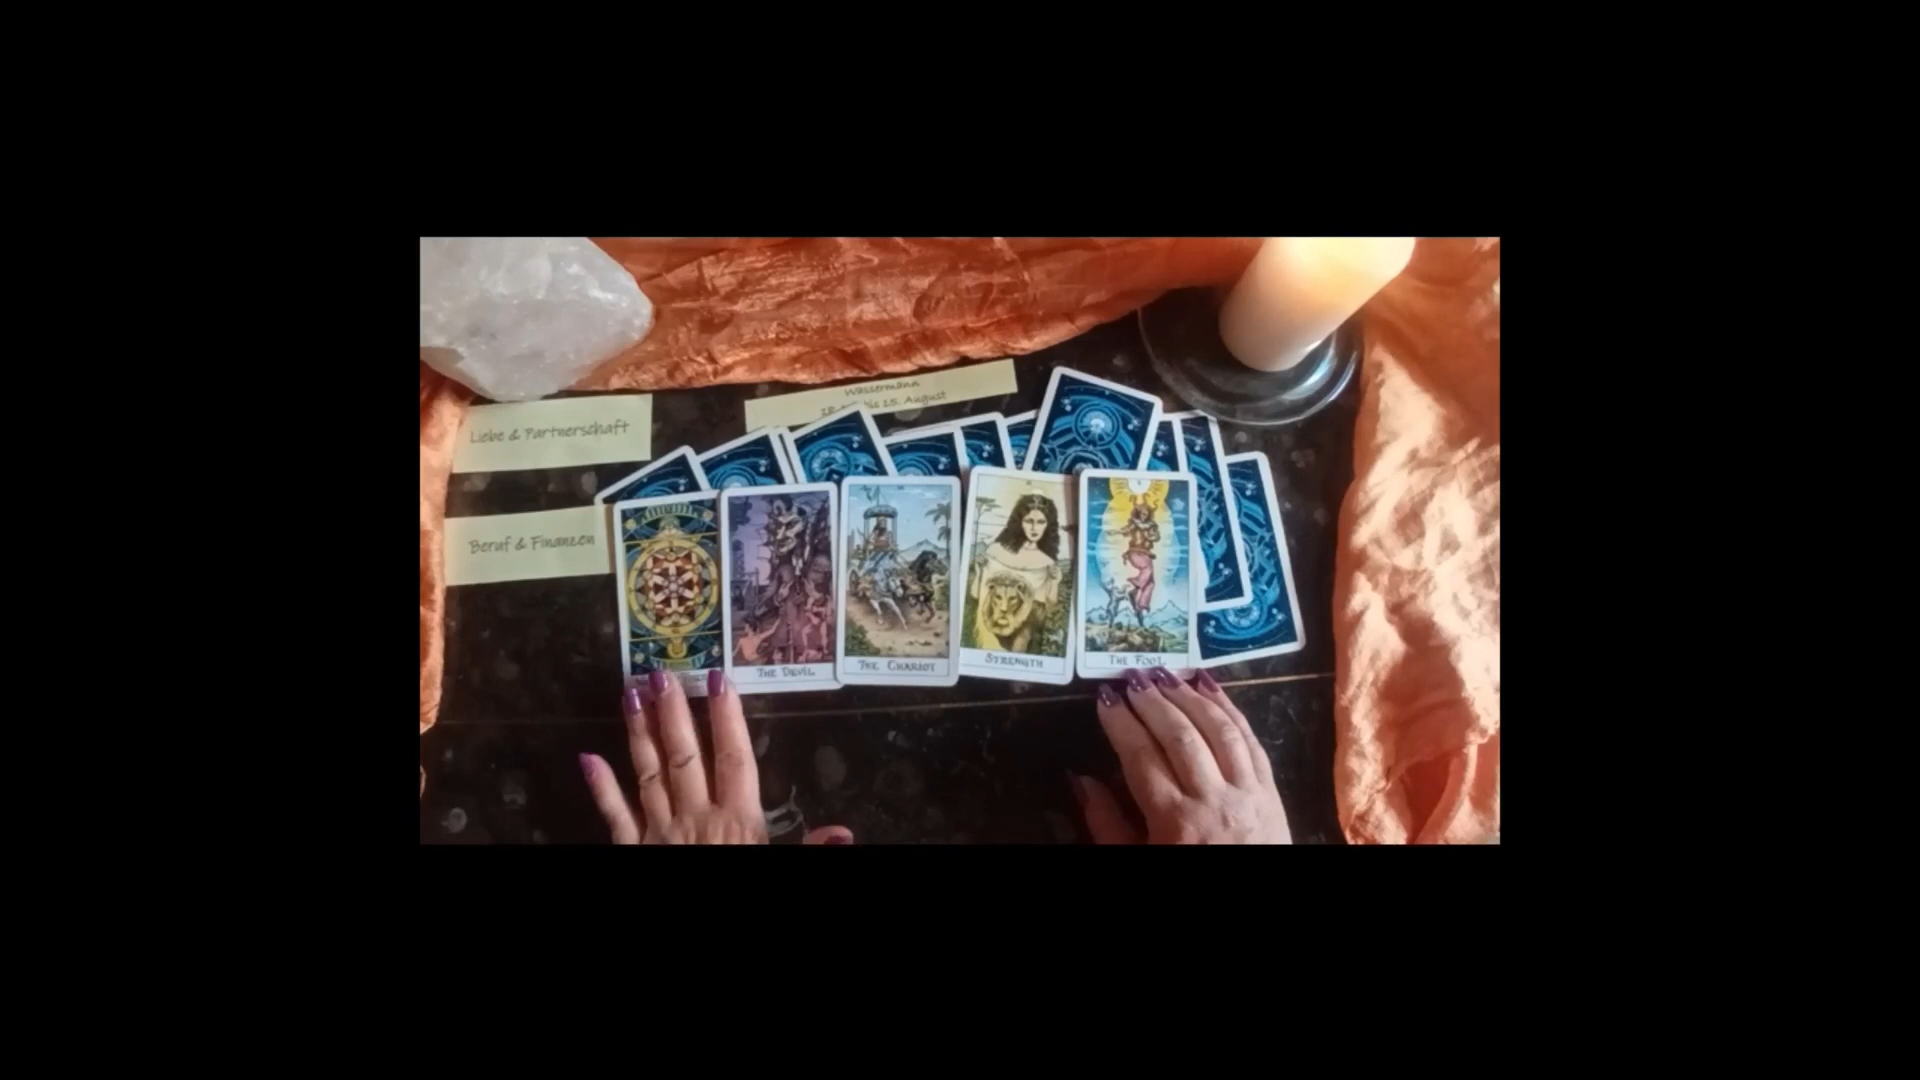 Wassermann
bis 15. August
Liebe & Partnerschaft
Beruf & Finanzen
THE DEVIL
THE CHARIOT
STRENGTH
THE FOOL